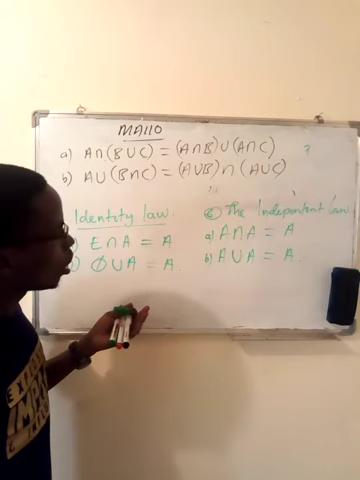 MA110
a) A∩(B∪C) = (A∩B)∪(A∩C) ?
b) A∪(B∩C) = (A∪B)∩(A∪C)
Identity law.
) E∩A = A
) ∅∪A = A.
The Independent law
a) A∩A = A
b) A∪A = A.